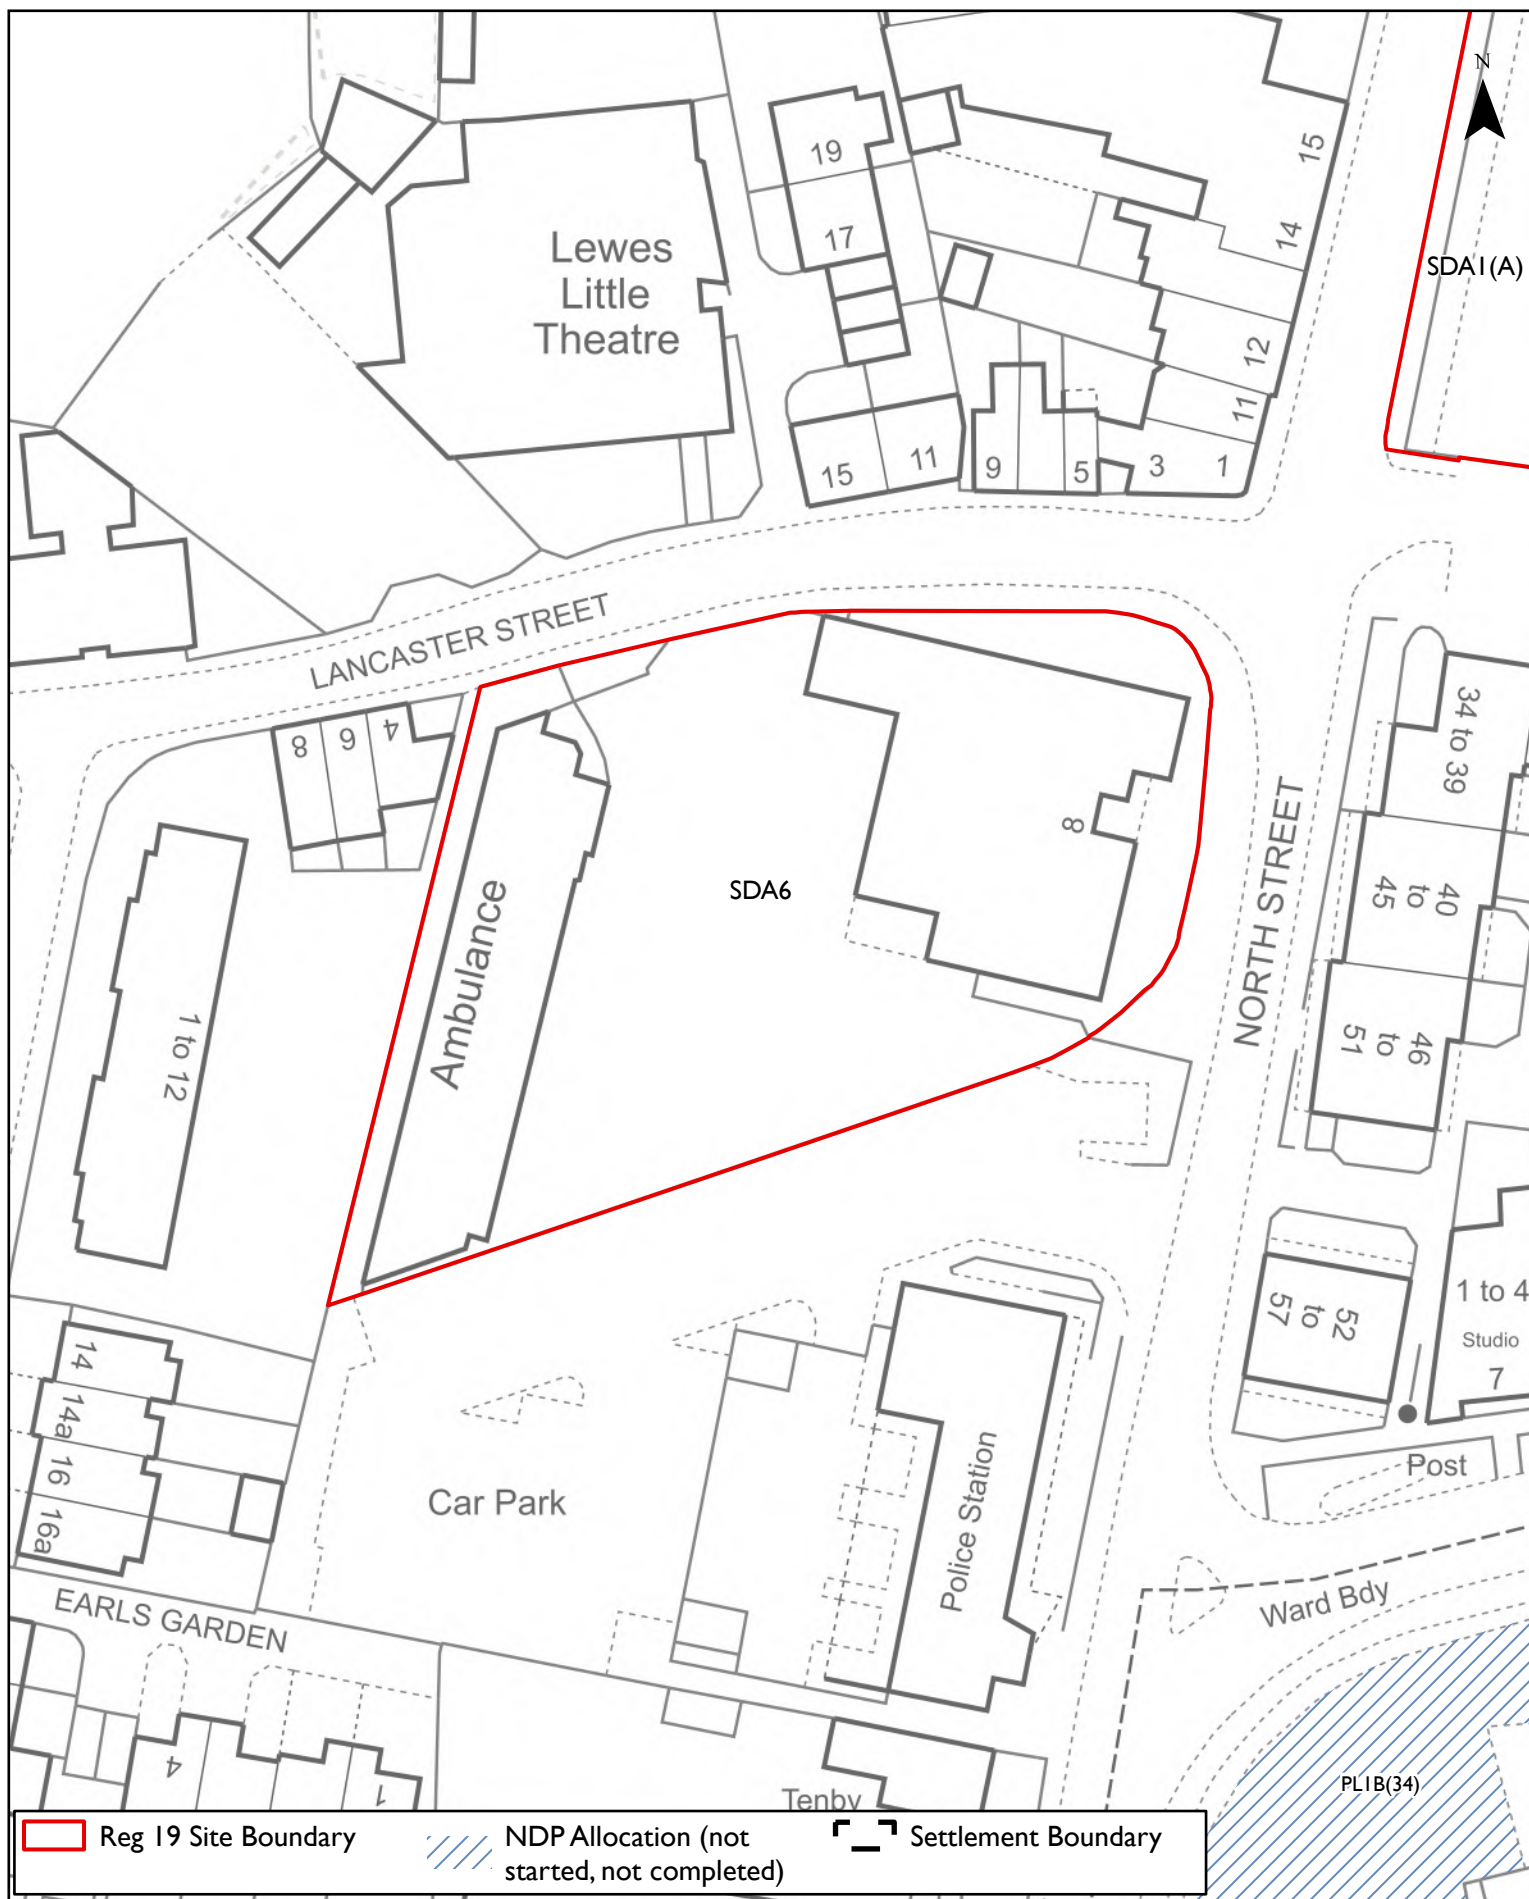 N
15
19
17
14
SDA1(A)
Lewes
Little
Theatre
12
11
15
11
9
5
3
1
LANCASTER STREET
34 to 39
8
6
4
8
NORTH STREET
SDA6
40
to
45
Ambulance
1 to 12
46
to
51
52
to
57
1 to 4
Studio
7
14
14a
16
16a
Car Park
Police Station
Post
EARLS GARDEN
Ward Bdy
4
1
Tenby
PL1B(34)
Reg 19 Site Boundary
NDP Allocation (not
started, not completed)
Settlement Boundary